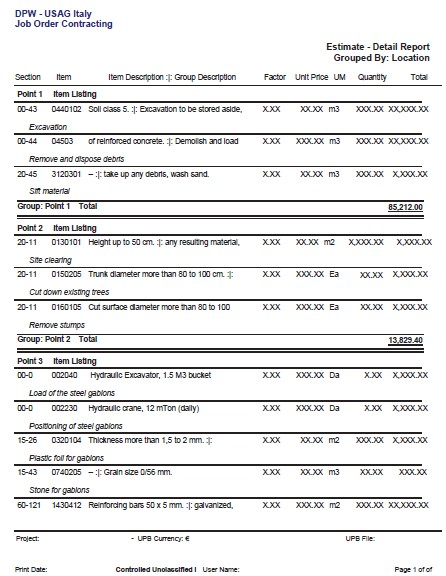 DPW - USAG Italy
Job Order Contracting
Estimate - Detail Report
Grouped By: Location
Section Item Item Description :|: Group Description Factor Unit Price UM Quantity Total
Point 1 Item Listing
00-43 0440102 Soil class 5. :|: Excavation to be stored aside, X.XX XX.XX m3 XXX.XX XX,XXX.XX
Excavation
00-44 04503 of reinforced concrete. :|: Demolish and load X.XX XXX.XX m3 XXX.XX X,XXX.XX
Remove and dispose debris
20-45 3120301 – :|: take up any debris, wash sand. X.XX XX.XX m3 XXX.XX X,XXX.XX
Sift material
Group: Point 1 Total 85,212.00
Point 2 Item Listing
20-11 0130101 Height up to 50 cm. :|: any resulting material, X.XX XX.XX m2 X,XXX.XX X,XXX.XX
Site clearing
20-11 0150205 Trunk diameter more than 80 to 100 cm. :|: X.XX XXX.XX Ea XX.XX X,XXX.XX
Cut down existing trees
20-11 0160105 Cut surface diameter more than 80 to 100 X.XX XXX.XX Ea XX.XX X,XXX.XX
Remove stumps
Group: Point 2 Total 13,829.40
Point 3 Item Listing
00-0 002040 Hydraulic Excavator, 1.5 M3 bucket X.XX XXX.XX Da X.XX X,XXX.XX
Load of the steel gabions
00-0 002230 Hydraulic crane, 12 mTon (daily) X.XX XXX.XX Da X.XX X,XXX.XX
Positioning of steel gabions
15-26 0320104 Thickness more than 1,5 to 2 mm. :|: X.XX XX.XX m2 XXX.XX X,XXX.XX
Plastic foil for gabions
15-43 0740205 – :|: Grain size 0/56 mm. X.XX XX.XX m3 XX.XX XXX.XX
Stone for gabions
60-121 1430412 Reinforcing bars 50 x 5 mm. :|: galvanized, X.XX XXX.XX m2 XXX.XX XX,XXX.XX
Project: - UPB Currency: € UPB File:
Print Date: Controlled Unclassified I User Name: Page 1 of of